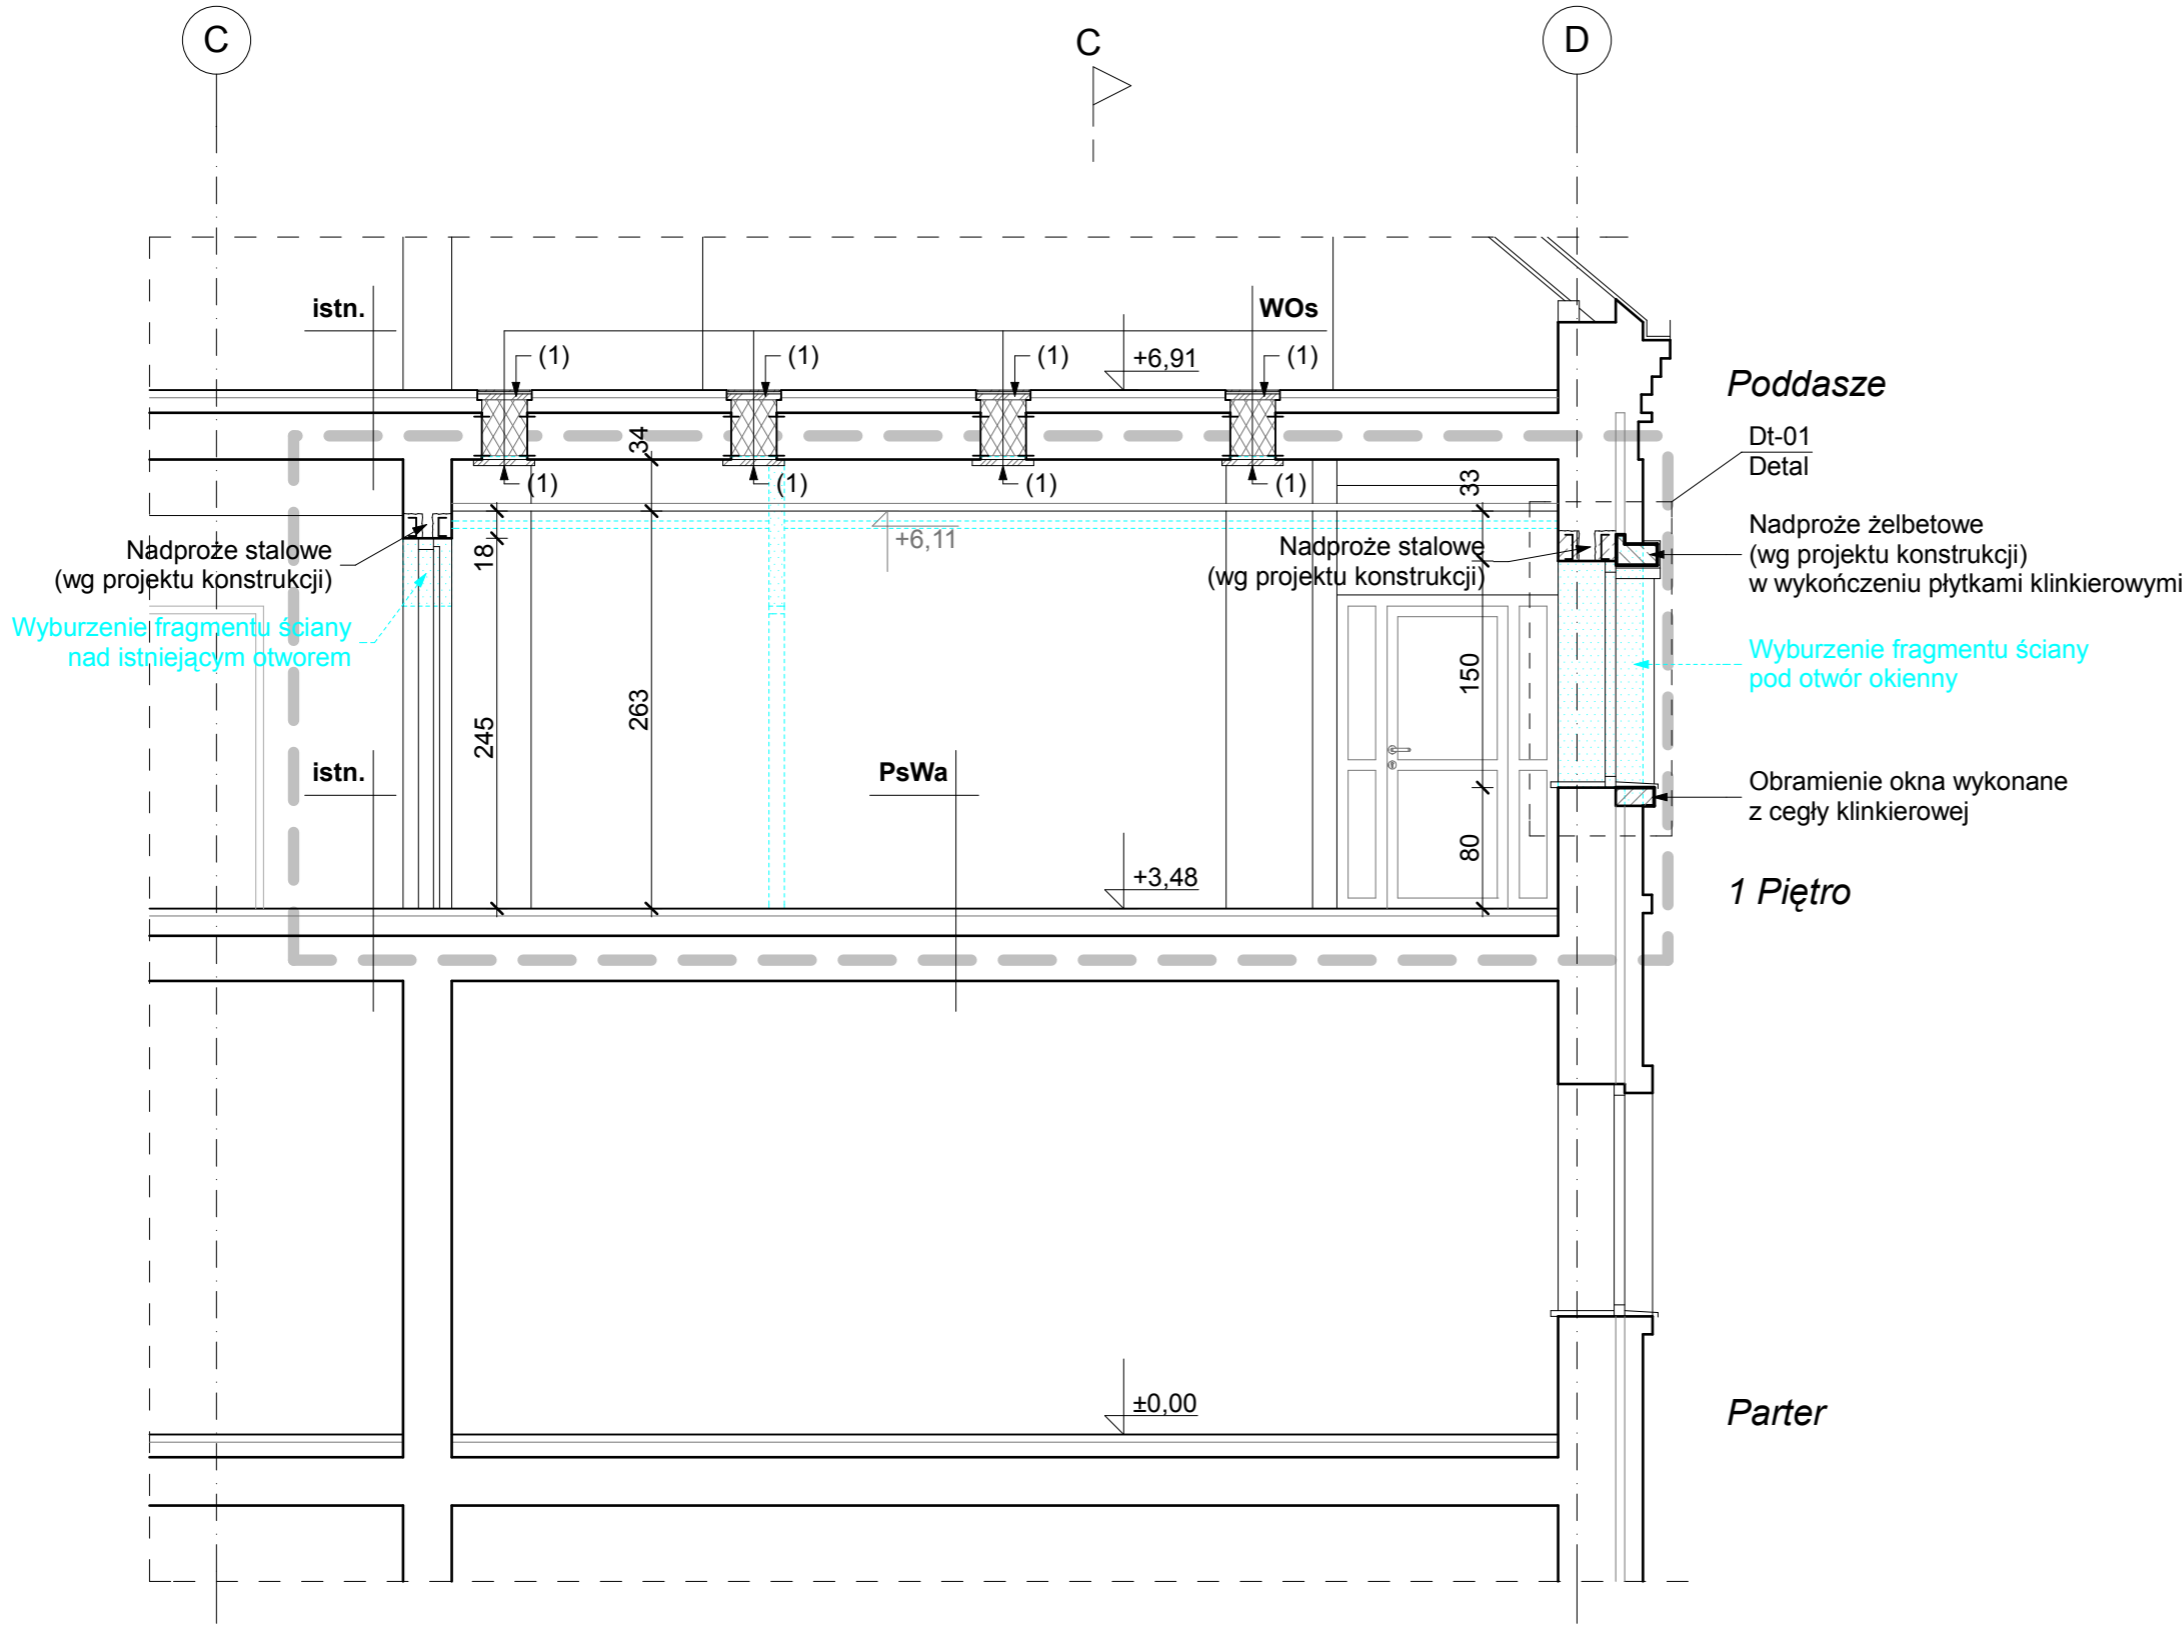 C
C
D
istn.
WOs
(1)
(1)
(1)
(1)
+6,91
Poddasze
Dt-01
Detal
34
33
(1)
(1)
(1)
(1)
Nadproże stalowe
(wg projektu konstrukcji)
18
+6,11
Nadproże stalowe
(wg projektu konstrukcji)
Nadproże żelbetowe
(wg projektu konstrukcji)
w wykończeniu płytkami klinkierowymi
Wyburzenie fragmentu ściany
nad istniejącym otworem
Wyburzenie fragmentu ściany
pod otwór okienny
245
263
150
istn.
PsWa
Obramienie okna wykonane
z cegły klinkierowej
80
+3,48
1 Piętro
±0,00
Parter